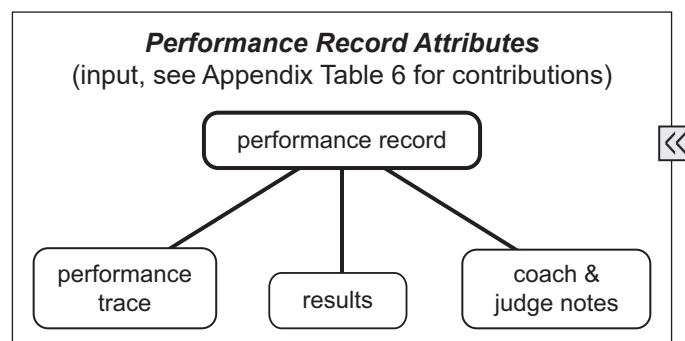 Performance Record Attributes
(input, see Appendix Table 6 for contributions)
performance record
performance
trace
results
coach &
judge notes